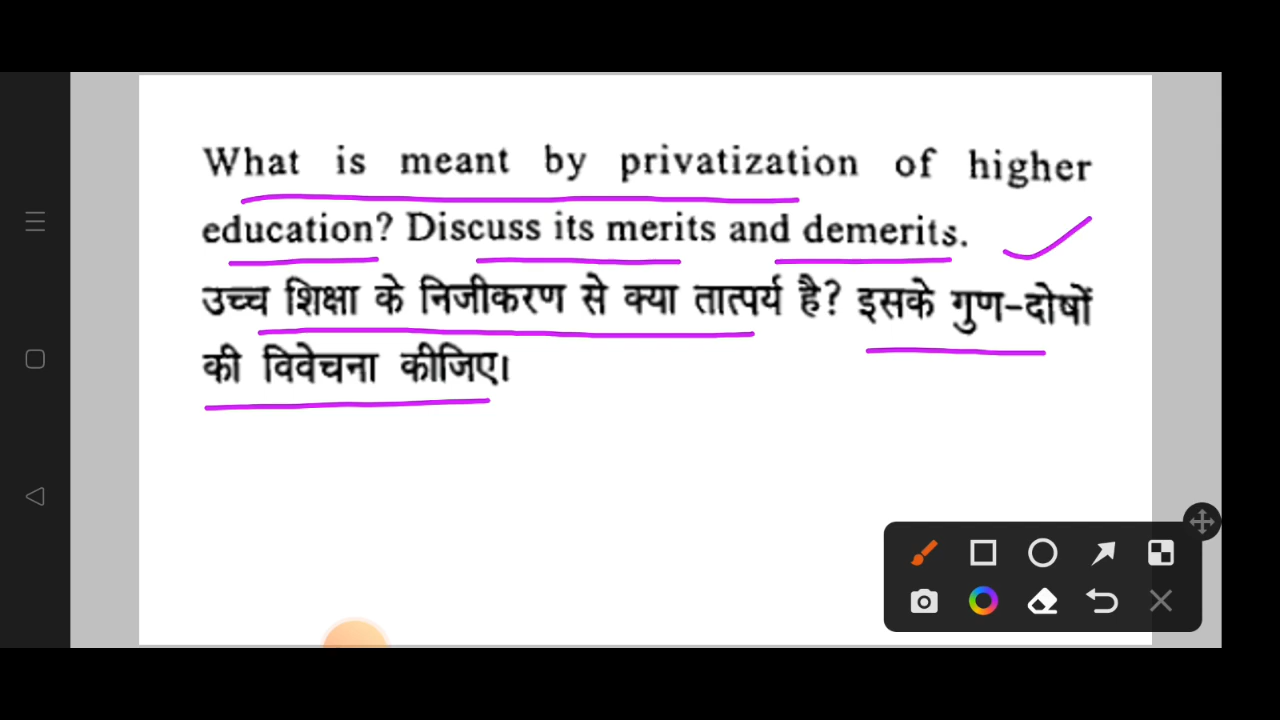 What is meant by privatization of higher
education? Discuss its merits and demerits.
उच्च शिक्षा के निजीकरण से क्या तात्पर्य है? इसके गुण-दोषों
की विवेचना कीजिए।